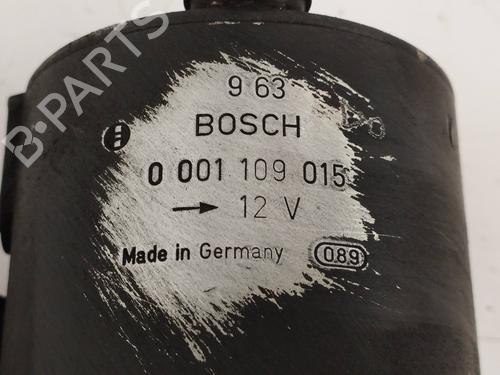 B-PARTS
9 63
BOSCH
0 001 109 015
→ 12 V
Made in Germany 089